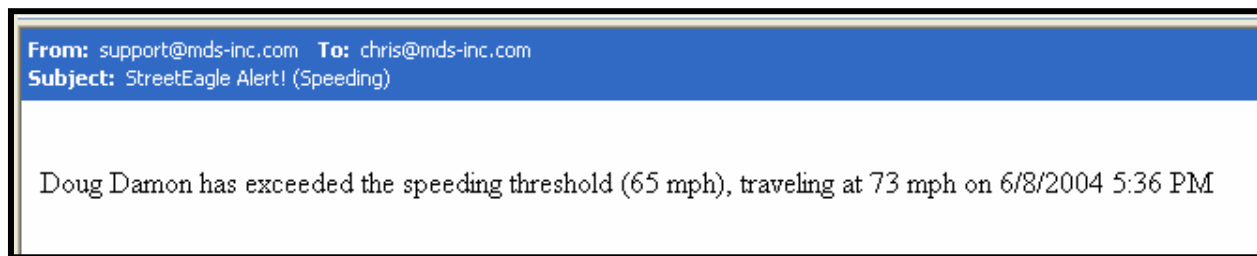 From: support@mds-inc.com To: chris@mds-inc.com
Subject: StreetEagle Alert! (Speeding)
Doug Damon has exceeded the speeding threshold (65 mph), traveling at 73 mph on 6/8/2004 5:36 PM